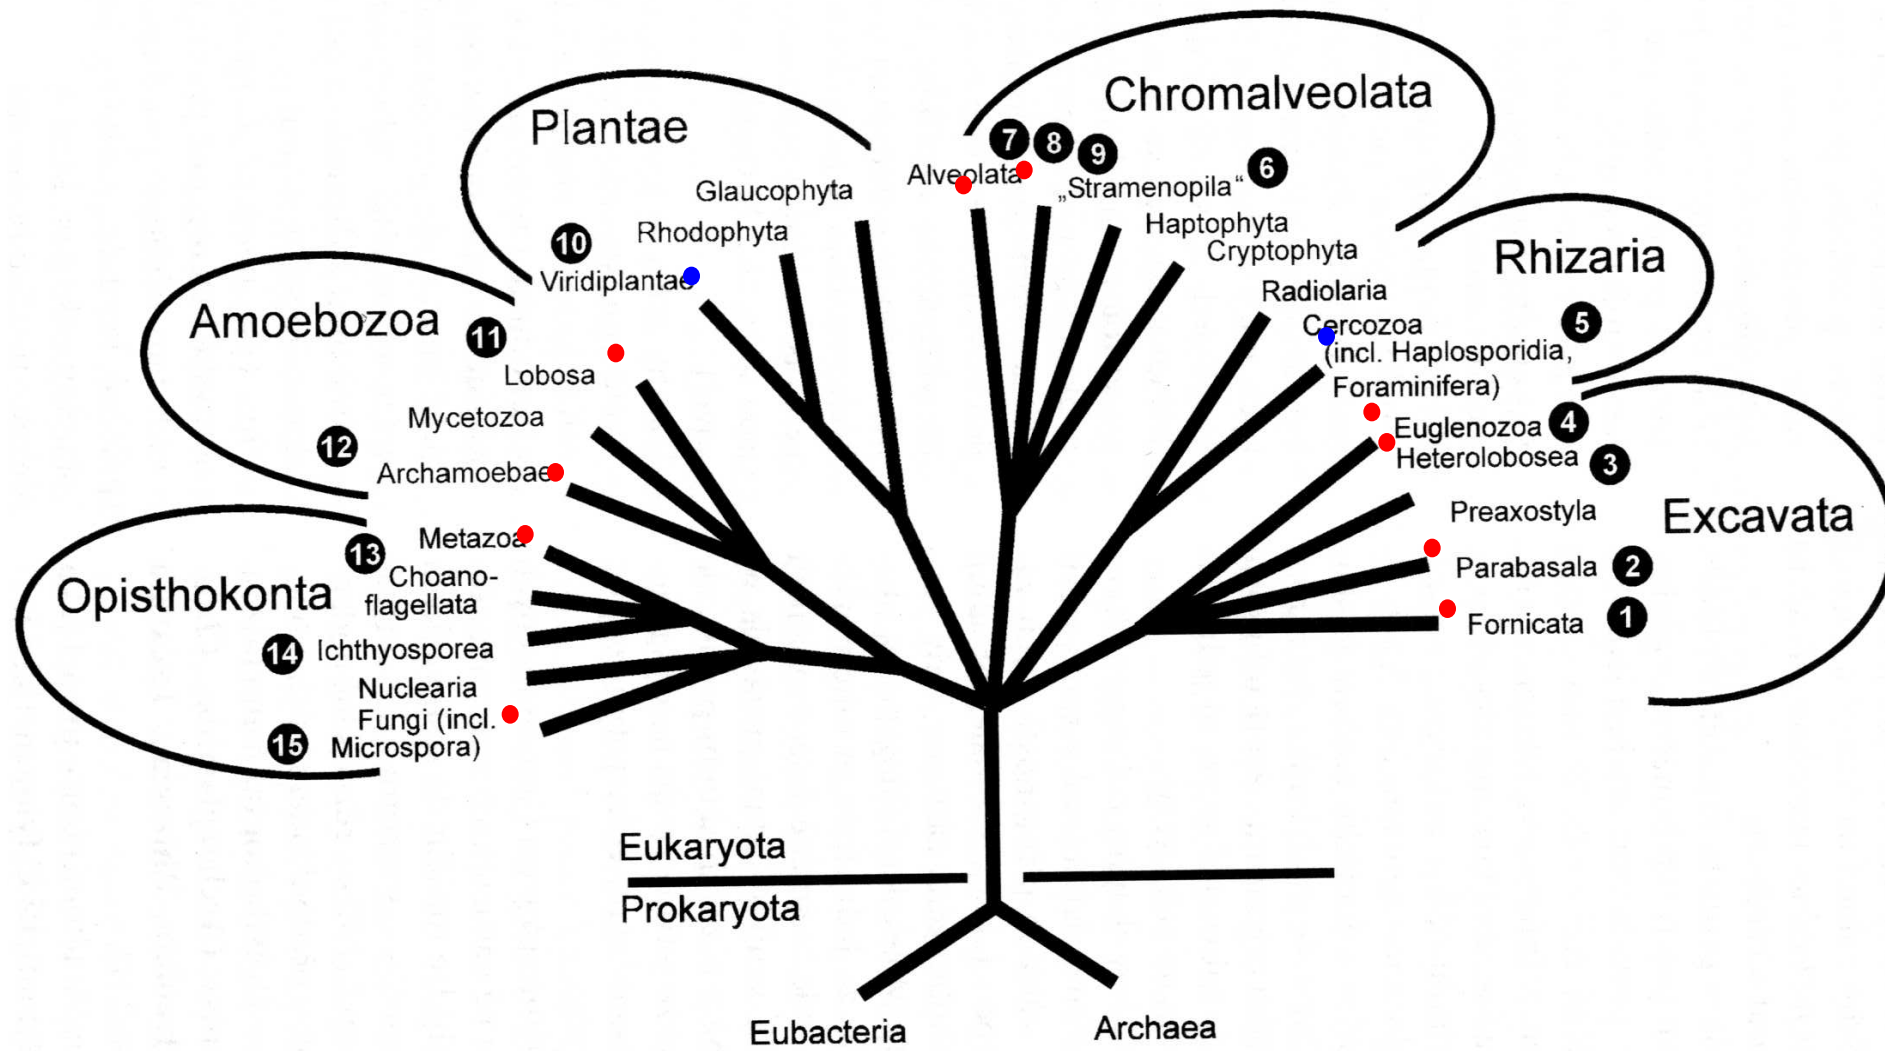 Chromalveolata
Plantae
7 8 9
6
Alveolata
„Stramenopila“
Glaucophyta
Haptophyta
Rhodophyta
Cryptophyta
10
Viridiplantae
Rhizaria
Radiolaria
Amoebozoa
11
Cercozoa
5
(incl. Haplosporidia,
Foraminifera)
Lobosa
Mycetozoa
Euglenozoa 4
12
Heterolobosea 3
Archamoebae
Preaxostyla
Excavata
Metazoa
13
Choano-
flagellata
Parabasala 2
Opisthokonta
Fornicata 1
14 Ichthyosporea
Nuclearia
Fungi (incl.
15 Microspora)
Eukaryota
Prokaryota
Eubacteria
Archaea